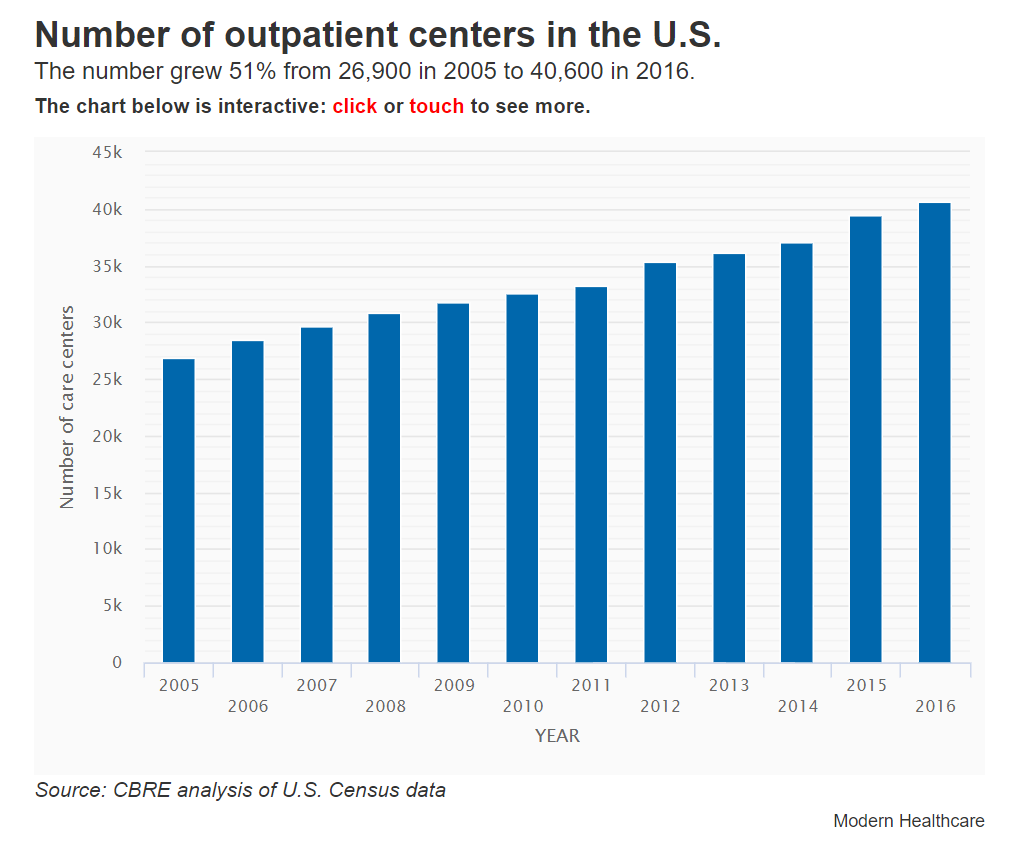 Number of outpatient centers in the U.S.
The number grew 51% from 26,900 in 2005 to 40,600 in 2016.
The chart below is interactive: click or touch to see more.
45k
40k
35k
30k
25k
20k
15k
10k
5k
0
Number of care centers
2005
2006
2007
2008
2009
2010
2011
2012
2013
2014
2015
2016
YEAR
Source: CBRE analysis of U.S. Census data
Modern Healthcare